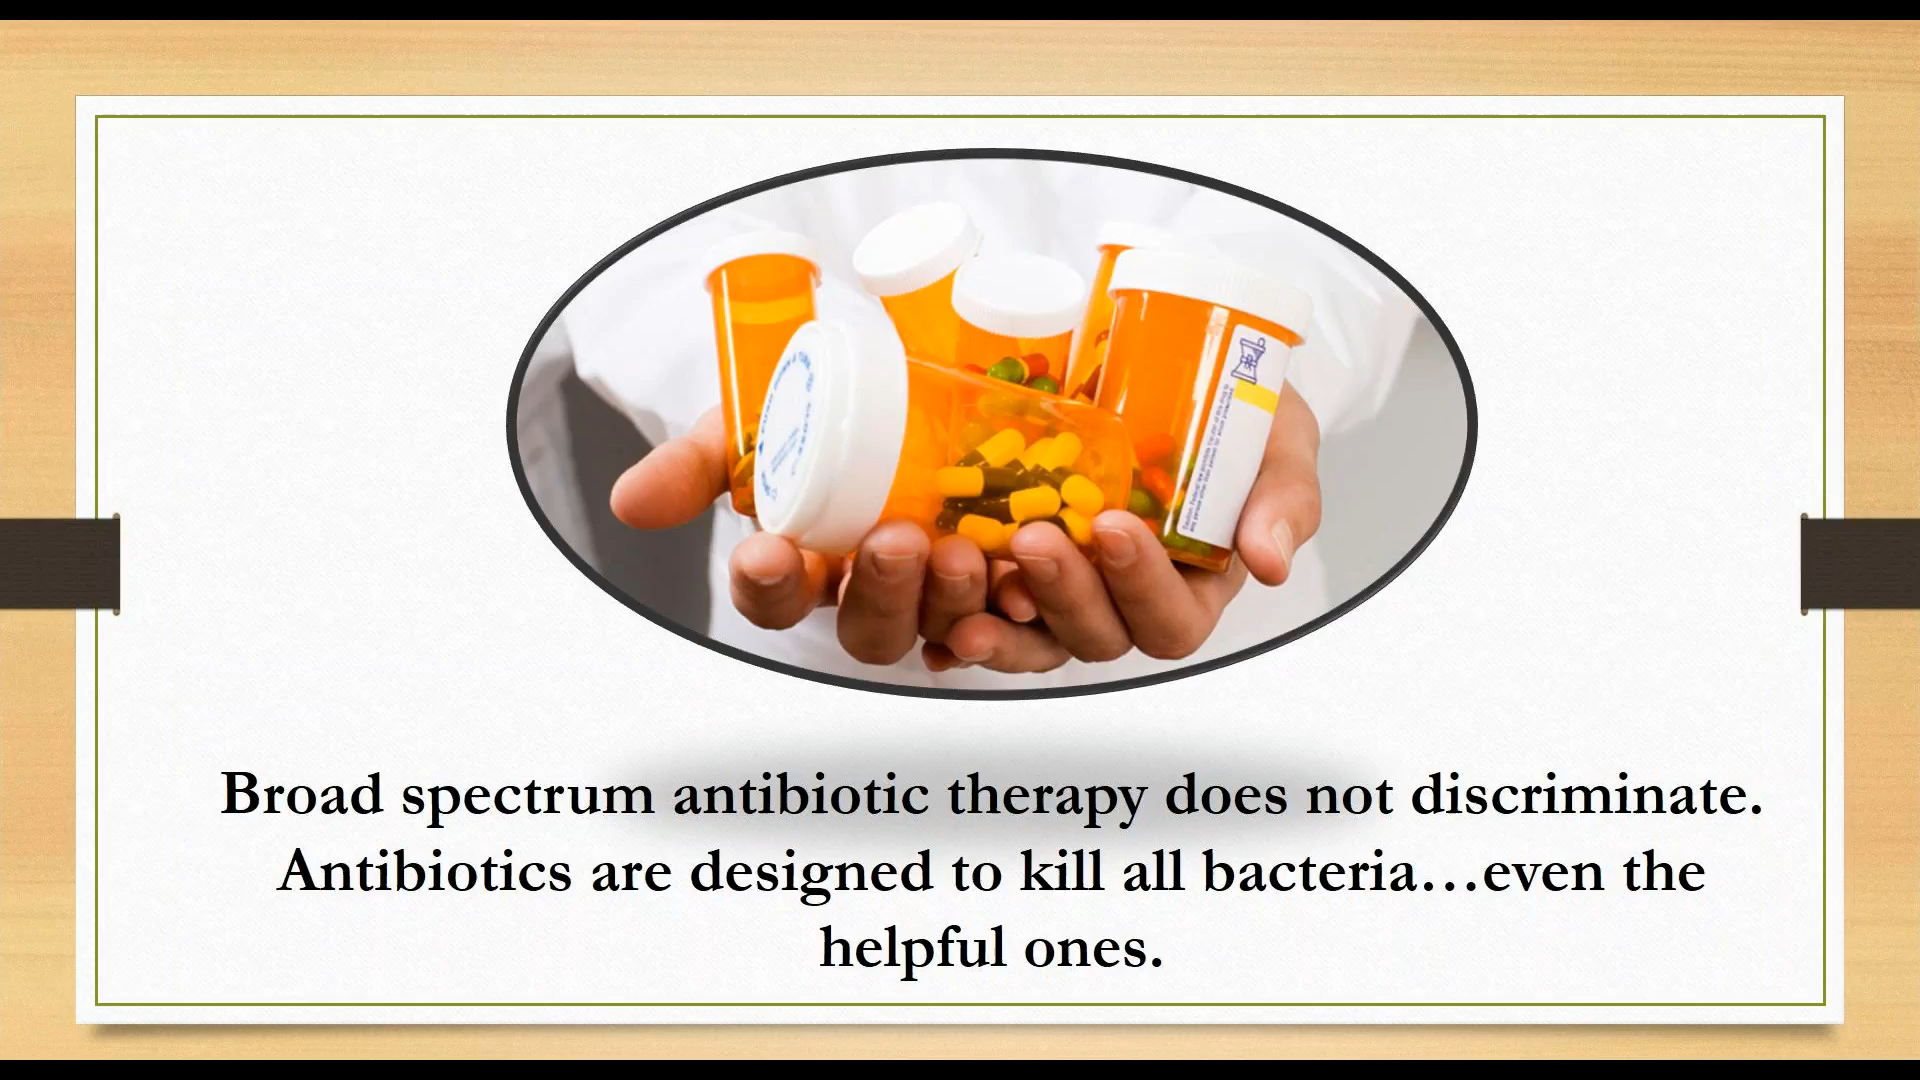 Broad spectrum antibiotic therapy does not discriminate.
Antibiotics are designed to kill all bacteria…even the
helpful ones.